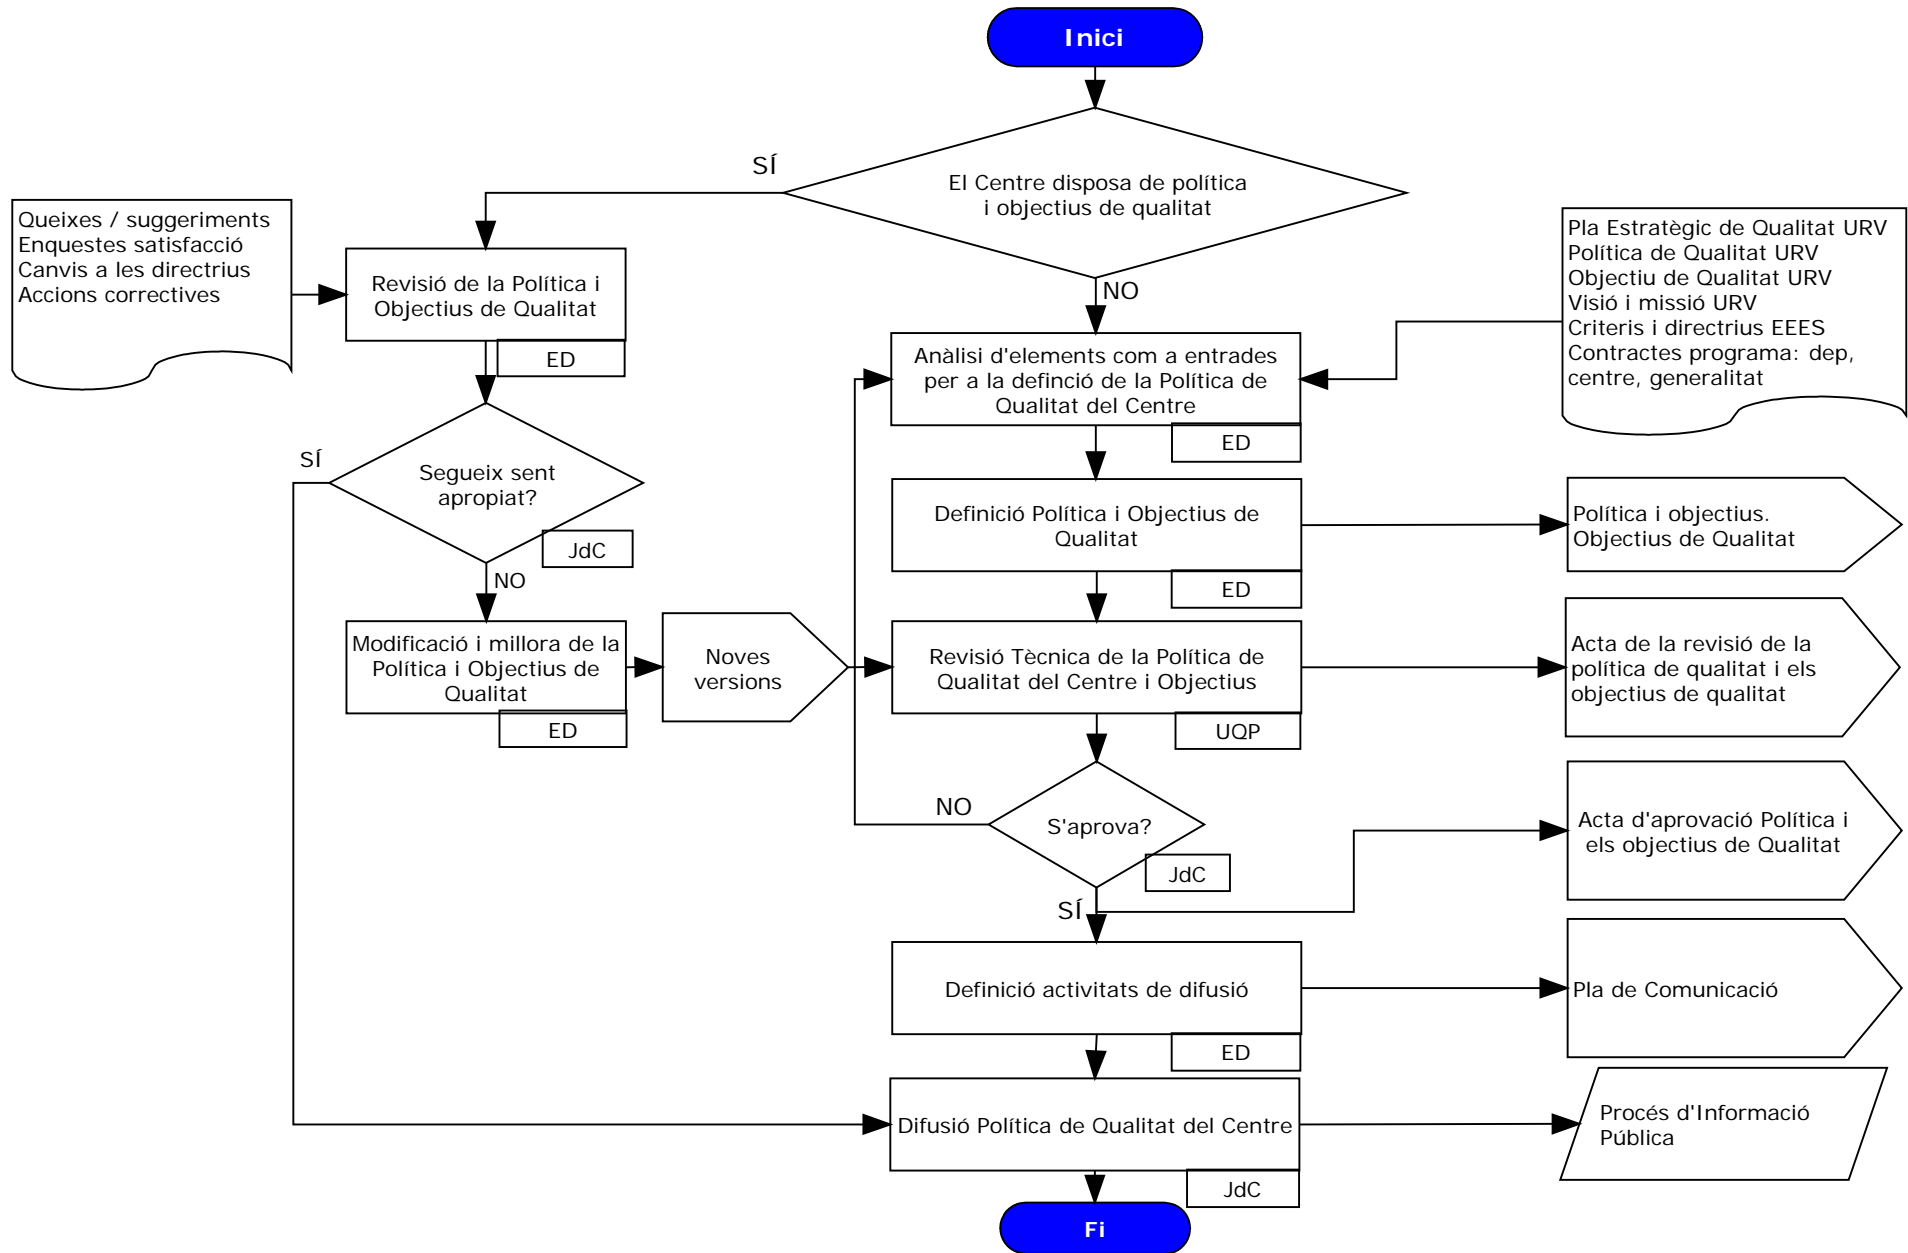 Inici
El Centre disposa de política
i objectius de qualitat
SÍ
NO
Queixes / suggeriments
Enquestes satisfacció
Canvis a les directrius
Accions correctives
Revisió de la Política i
Objectius de Qualitat
ED
Pla Estratègic de Qualitat URV
Política de Qualitat URV
Objectiu de Qualitat URV
Visió i missió URV
Criteris i directrius EEES
Contractes programa: dep,
centre, generalitat
Anàlisi d'elements com a entrades
per a la definció de la Política de
Qualitat del Centre
ED
SÍ
Segueix sent
apropiat?
JdC
NO
Definició Política i Objectius de
Qualitat
ED
Política i objectius.
Objectius de Qualitat
Modificació i millora de la
Política i Objectius de
Qualitat
ED
Noves
versions
Revisió Tècnica de la Política de
Qualitat del Centre i Objectius
UQP
Acta de la revisió de la
política de qualitat i els
objectius de qualitat
NO
S'aprova?
JdC
SÍ
Acta d'aprovació Política i
els objectius de Qualitat
Definició activitats de difusió
ED
Pla de Comunicació
Difusió Política de Qualitat del Centre
JdC
Procés d'Informació
Pública
Fi